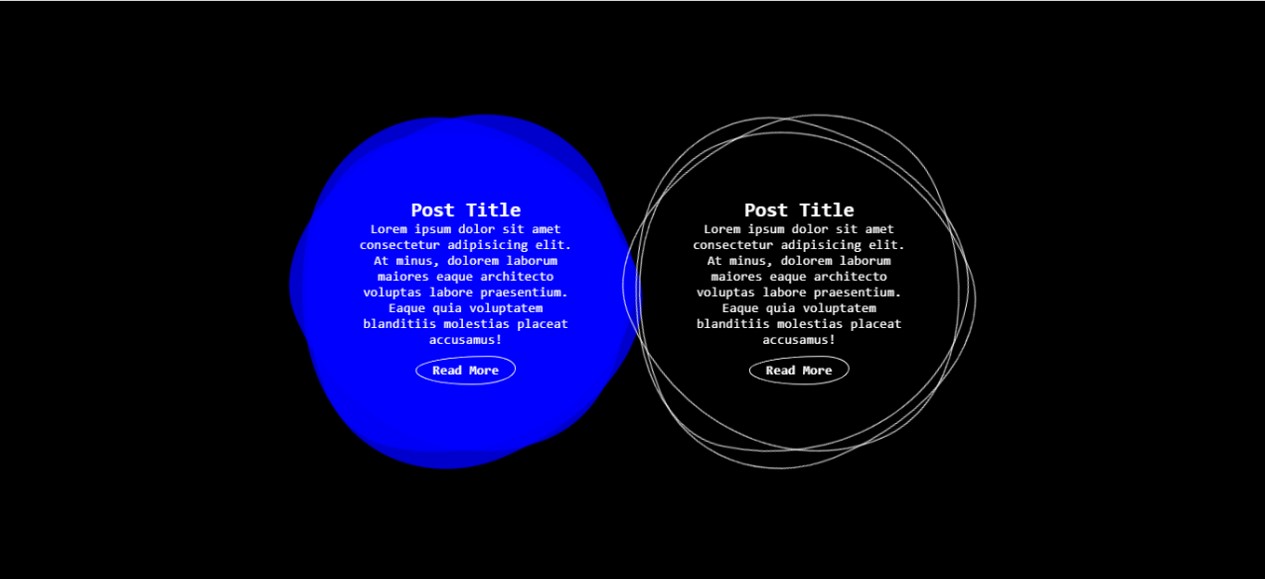 Post Title
Lorem ipsum dolor sit amet
consectetur adipisicing elit.
At minus, dolorem laborum
maiores eaque architecto
voluptas labore praesentium.
Eaque quia voluptatem
blanditiis molestias placeat
accusamus!
Read More
Post Title
Lorem ipsum dolor sit amet
consectetur adipisicing elit.
At minus, dolorem laborum
maiores eaque architecto
voluptas labore praesentium.
Eaque quia voluptatem
blanditiis molestias placeat
accusamus!
Read More